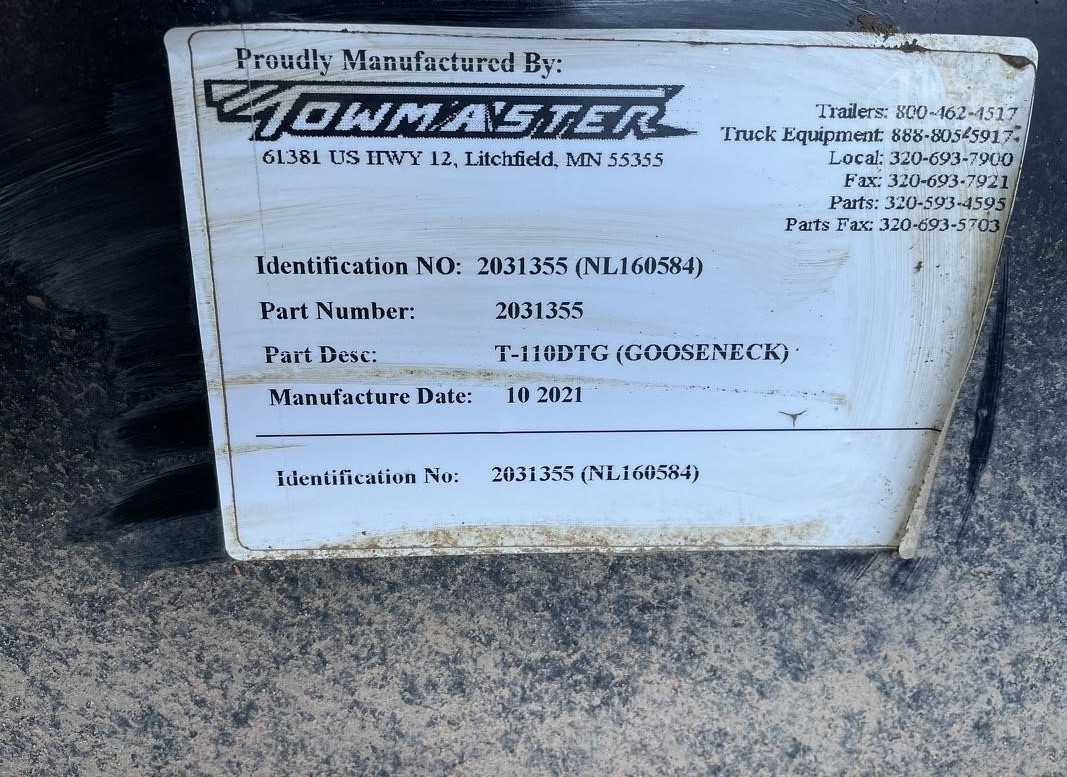 Proudly Manufactured By:
TOWMASTER
61381 US HWY 12, Litchfield, MN 55355
Trailers: 800-462-4517
Truck Equipment: 888-805-5917
Local: 320-693-7900
Fax: 320-693-7921
Parts: 320-593-4595
Parts Fax: 320-693-5703
Identification NO: 2031355 (NL160584)
Part Number: 2031355
Part Desc: T-110DTG (GOOSENECK)
Manufacture Date: 10 2021
Identification No: 2031355 (NL160584)